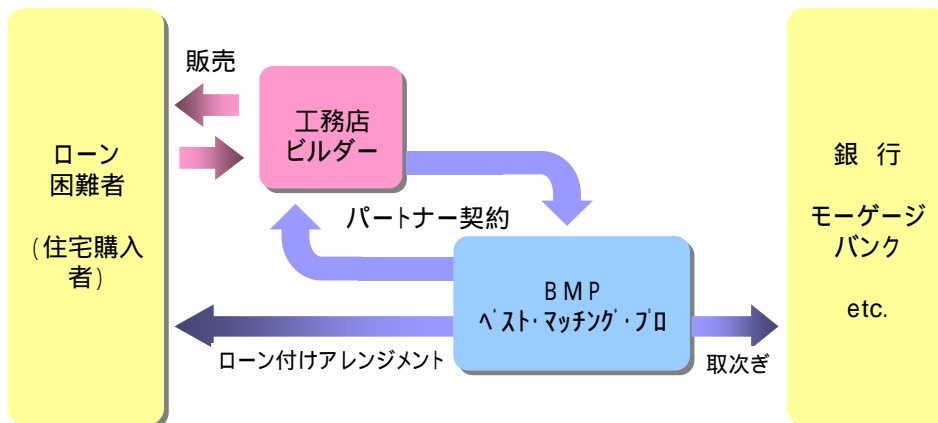 販売
工務店
ビルダー
ローン
困難者
(住宅購入
者)
銀 行
モーゲージ
バンク
etc.
パートナー契約
ＢＭＰ
ﾍﾞｽﾄ･ﾏｯﾁﾝｸﾞ･ﾌﾟﾛ
ローン付けアレンジメント
取次ぎ